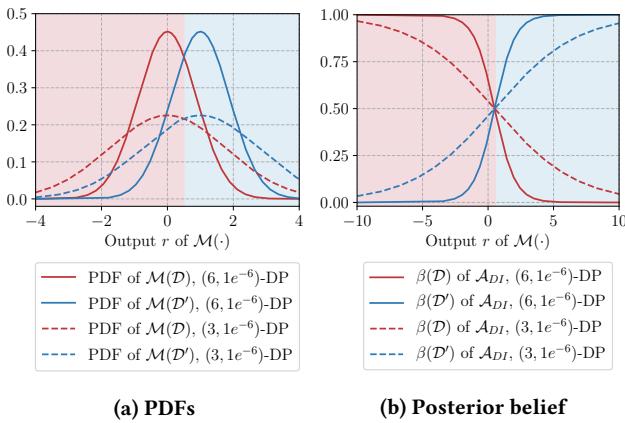 0.5
0.4
0.3
0.2
0.1
0.0
−4 −2 0 2 4
Output r of M(·)
PDF of M(D), (6, 1e⁻⁶)-DP
PDF of M(D′), (6, 1e⁻⁶)-DP
PDF of M(D), (3, 1e⁻⁶)-DP
PDF of M(D′), (3, 1e⁻⁶)-DP
(a) PDFs
1.00
0.75
0.50
0.25
0.00
−10 −5 0 5 10
Output r of M(·)
β(D) of A_DI, (6, 1e⁻⁶)-DP
β(D′) of A_DI, (6, 1e⁻⁶)-DP
β(D) of A_DI, (3, 1e⁻⁶)-DP
β(D′) of A_DI, (3, 1e⁻⁶)-DP
(b) Posterior belief